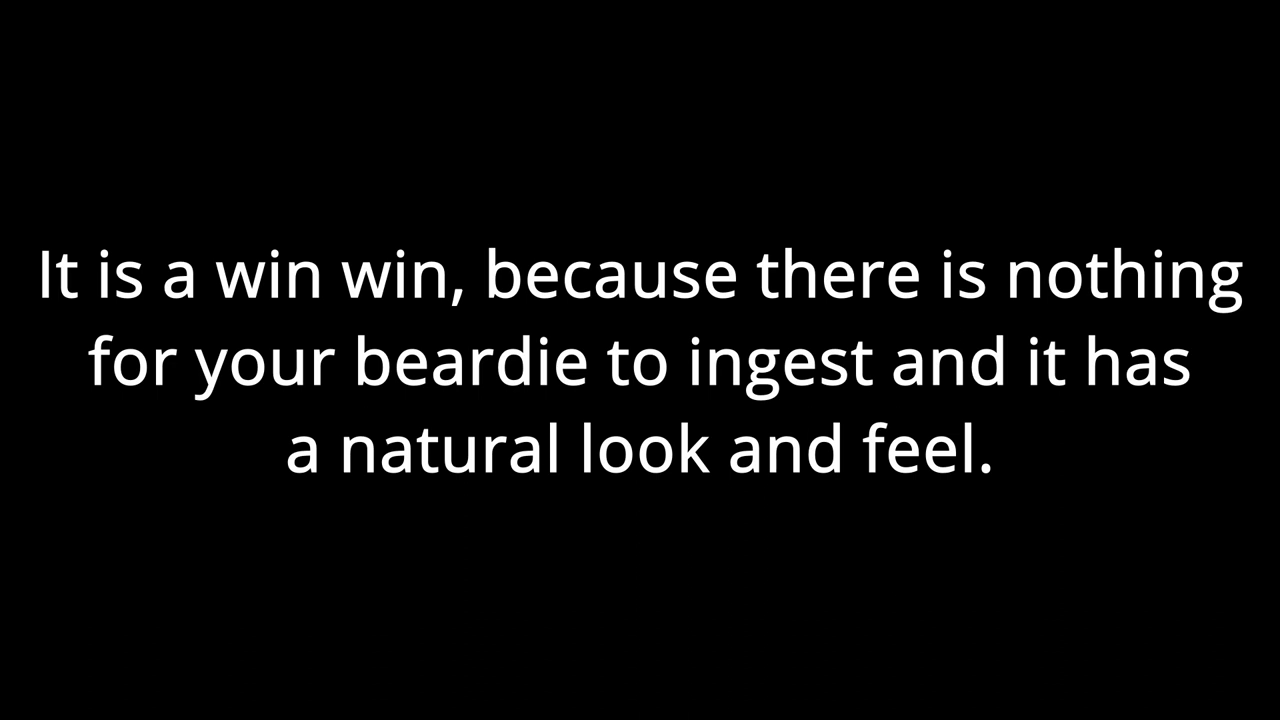 It is a win win, because there is nothing
for your beardie to ingest and it has
a natural look and feel.